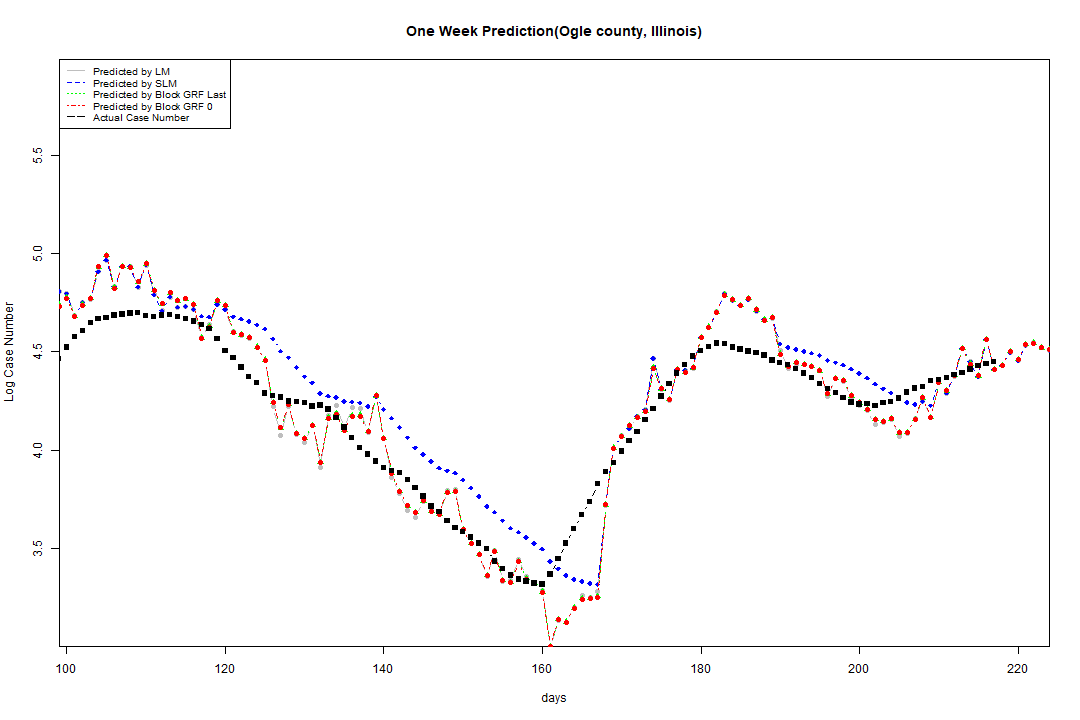 One Week Prediction(Ogle county, Illinois)
Predicted by LM
Predicted by SLM
Predicted by Block GRF Last
Predicted by Block GRF 0
Actual Case Number
5.5
5.0
4.5
4.0
3.5
Log Case Number
100 120 140 160 180 200 220
days